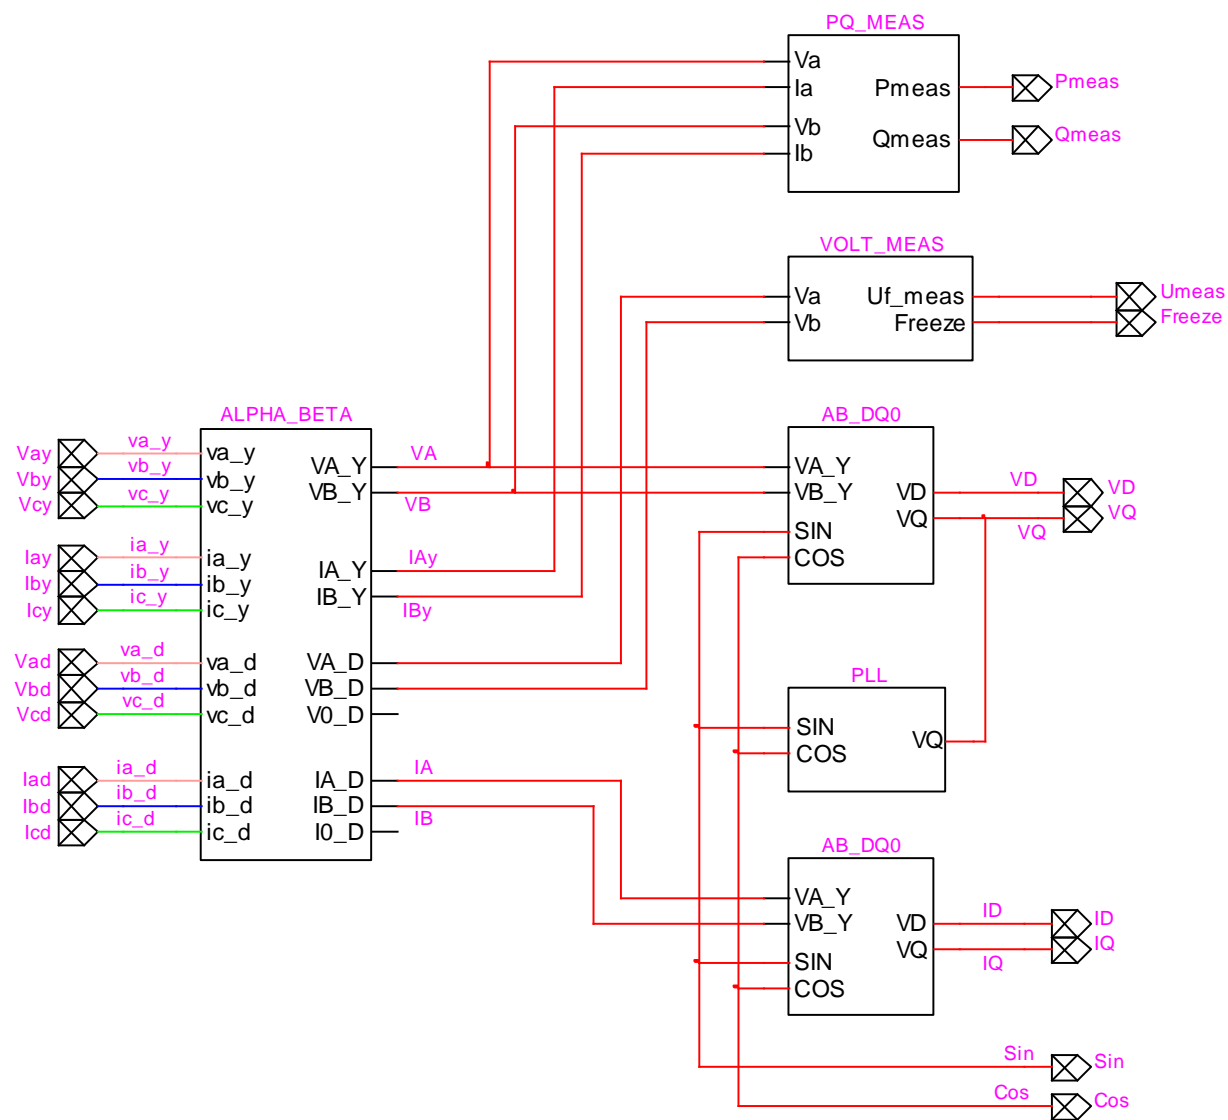 PQ_MEAS
Va
Ia
Vb
Ib
Pmeas
Qmeas
Pmeas
Qmeas
VOLT_MEAS
Va
Vb
Uf_meas
Freeze
Umeas
Freeze
ALPHA_BETA
Vay
Vby
Vcy
va_y
vb_y
vc_y
va_y
vb_y
vc_y
Iay
Iby
Icy
ia_y
ib_y
ic_y
ia_y
ib_y
ic_y
Vad
Vbd
Vcd
va_d
vb_d
vc_d
va_d
vb_d
vc_d
Iad
Ibd
Icd
ia_d
ib_d
ic_d
ia_d
ib_d
ic_d
VA_Y
VB_Y
IA_Y
IB_Y
VA_D
VB_D
V0_D
IA_D
IB_D
I0_D
VA
VB
IAy
IBy
IA
IB
AB_DQ0
VA_Y
VB_Y
SIN
COS
VD
VQ
VD
VQ
VD
VQ
PLL
SIN
COS
VQ
AB_DQ0
VA_Y
VB_Y
SIN
COS
VD
VQ
ID
IQ
ID
IQ
Sin
Sin
Cos
Cos